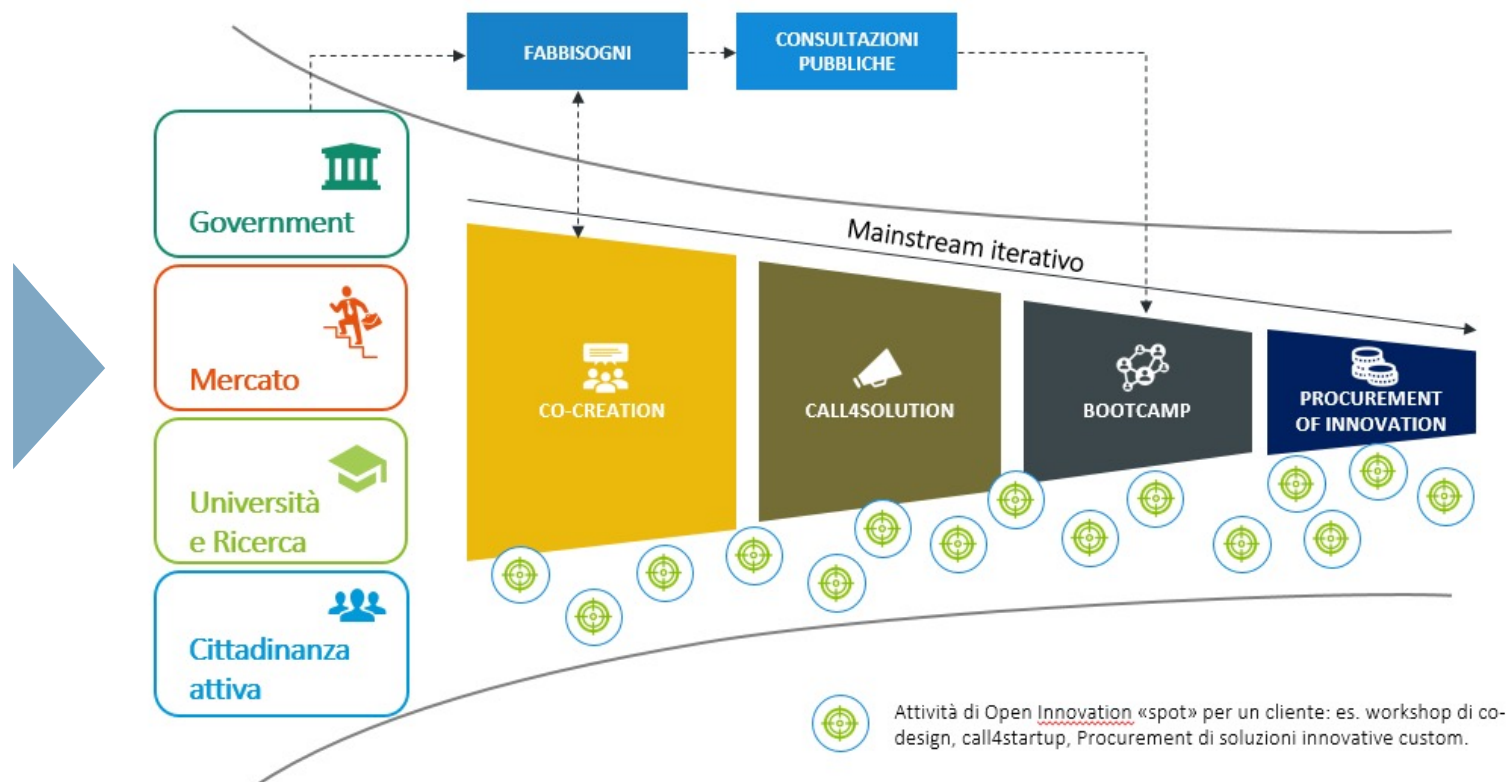 FABBISOGNI
CONSULTAZIONI
PUBBLICHE
Government
Mercato
Università
e Ricerca
Cittadinanza
attiva
Mainstream iterativo
CO-CREATION
CALL4SOLUTION
BOOTCAMP
PROCUREMENT
OF INNOVATION
Attività di Open Innovation «spot» per un cliente: es. workshop di co-
design, call4startup, Procurement di soluzioni innovative custom.